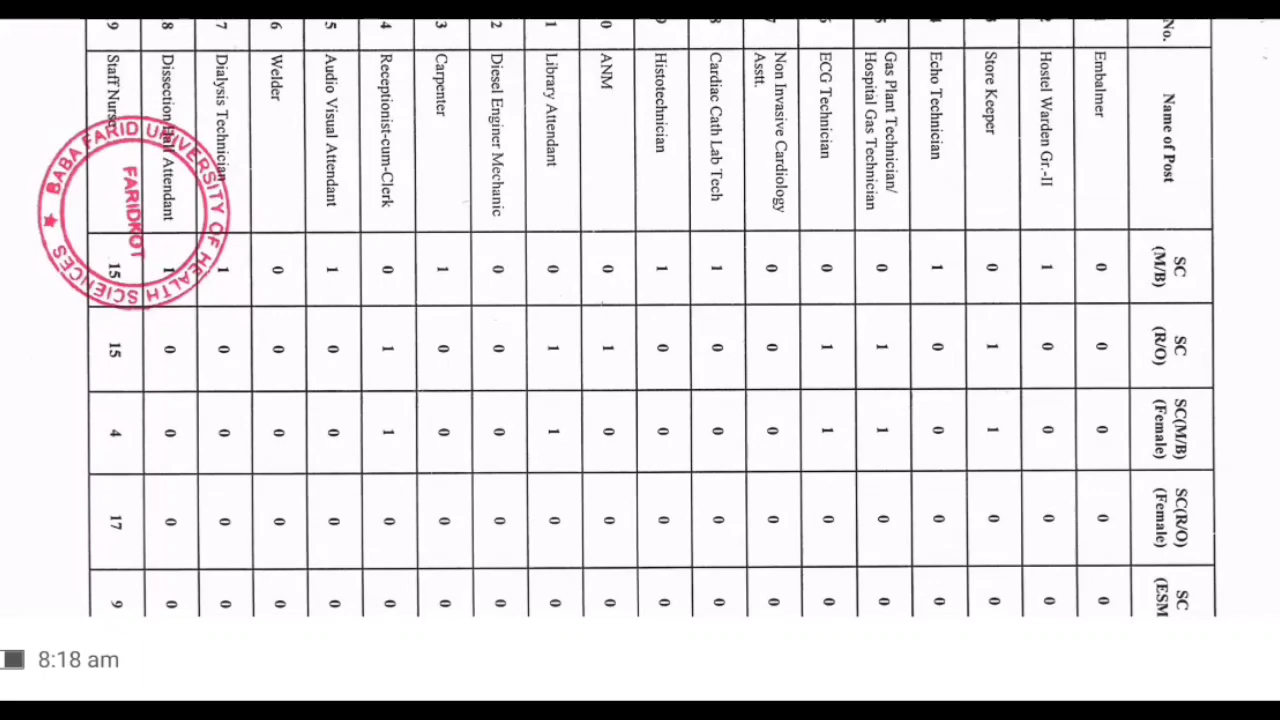 No. Name of Post SC (M/B) SC (R/O) SC(M/B) (Female) SC(R/O) (Female) SC (ESM
Embalmer 0 0 0 0 0
2 Hostel Warden Gr.-II 1 0 0 0 0
3 Store Keeper 0 1 1 0 0
4 Echo Technician 1 0 0 0 0
5 Gas Plant Technician/ Hospital Gas Technician 0 1 1 0 0
6 ECG Technician 0 1 1 0 0
7 Non Invasive Cardiology Asstt. 0 0 0 0 0
8 Cardiac Cath Lab Tech 1 0 0 0 0
9 Histotechnician 1 0 0 0 0
0 ANM 0 1 0 0 0
1 Library Attendant 0 1 1 0 0
2 Diesel Enginer Mechanic 0 0 0 0 0
3 Carpenter 1 0 0 0 0
4 Receptionist-cum-Clerk 0 1 1 0 0
5 Audio Visual Attendant 1 0 0 0 0
6 Welder 0 0 0 0 0
7 Dialysis Technician 1 0 0 0 0
8 Dissection Hall Attendant 1 0 0 0 0
9 Staff Nurse 15 15 4 17 9
BABA FARID UNIVERSITY OF HEALTH SCIENCES
FARIDKOT
8:18 am